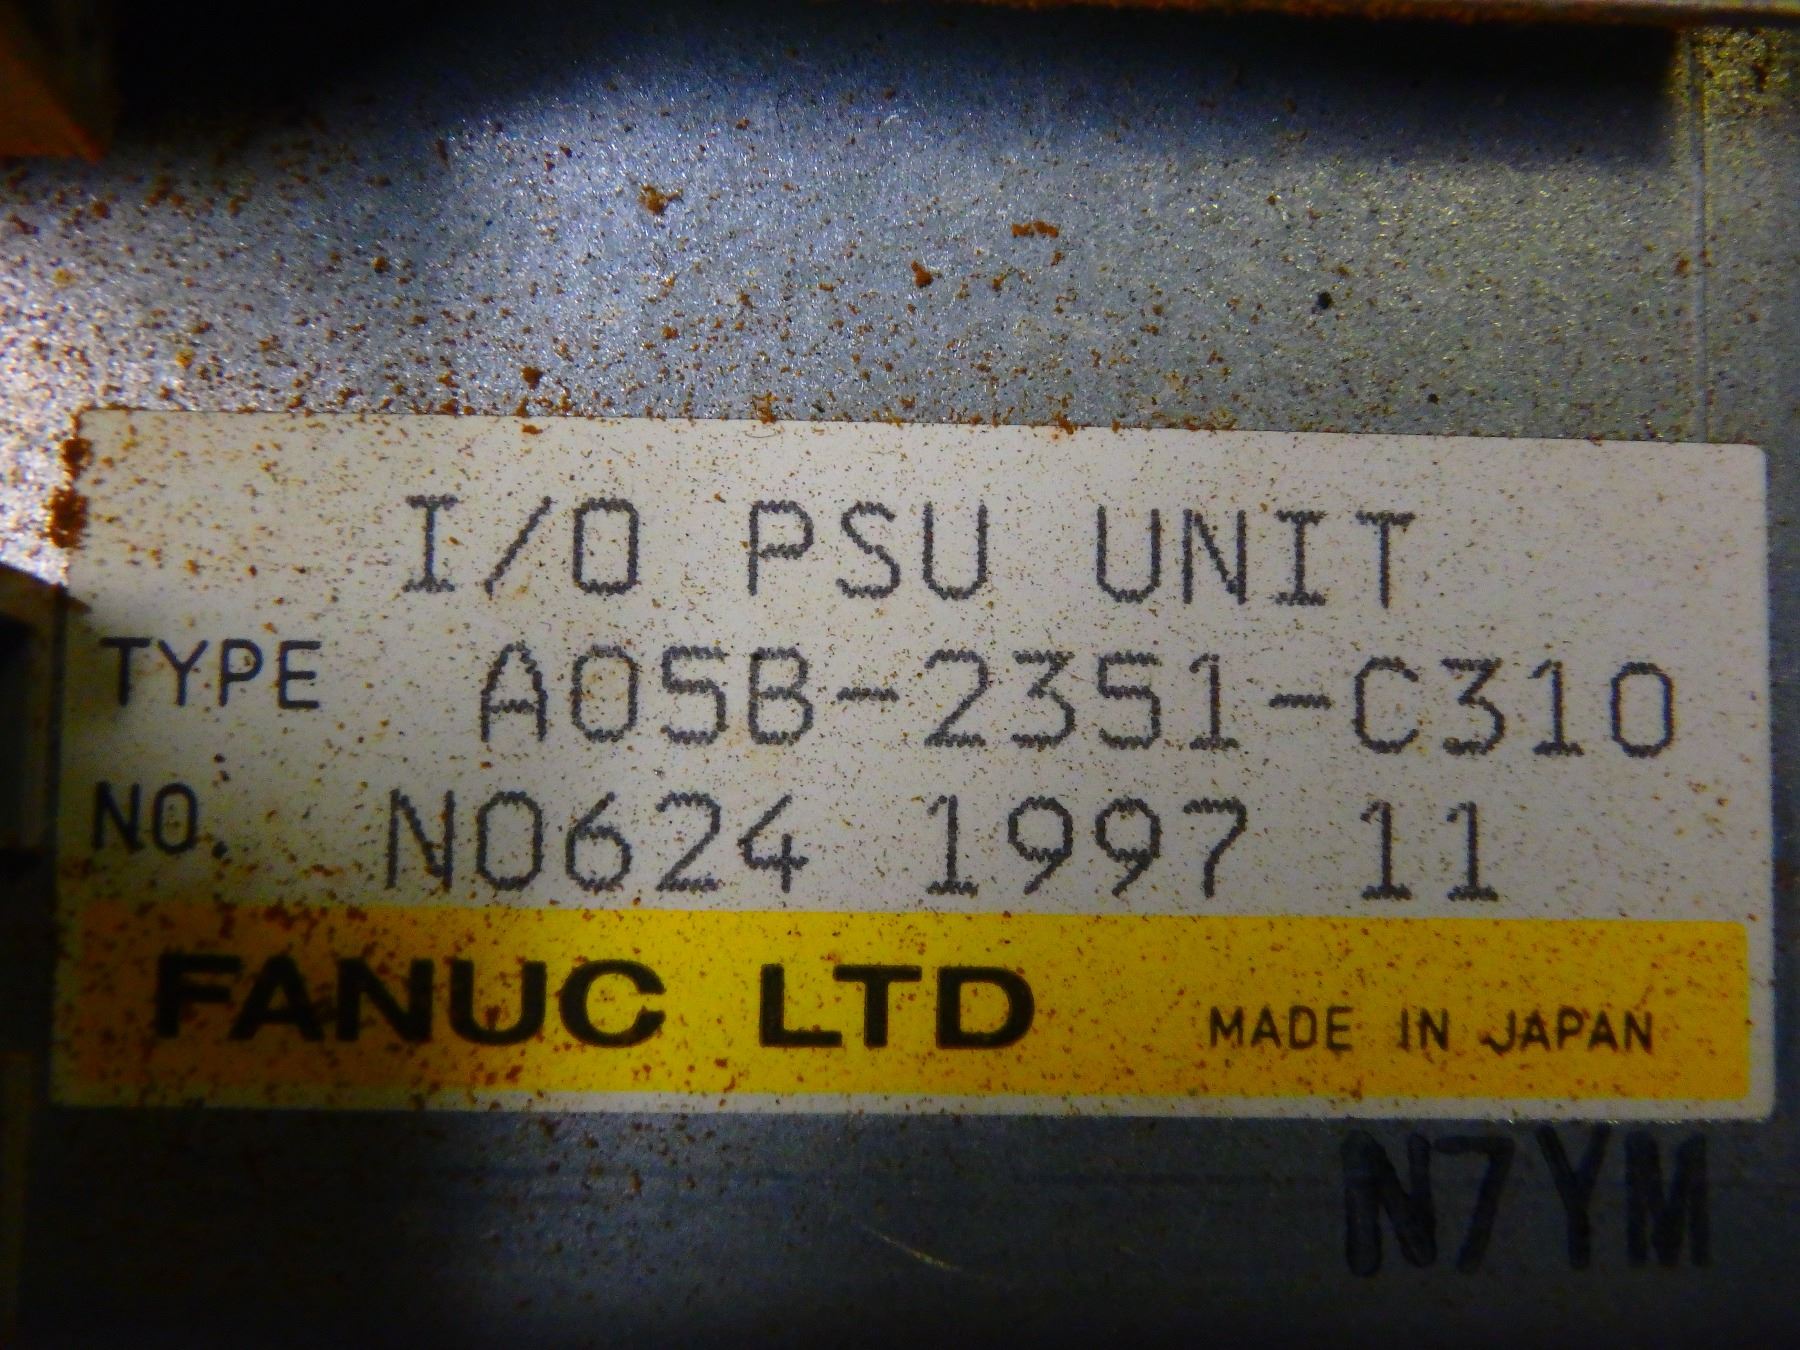 I/O PSU UNIT
TYPE A05B-2351-C310
NO. N0624 1997 11
FANUC LTD MADE IN JAPAN
N7YM